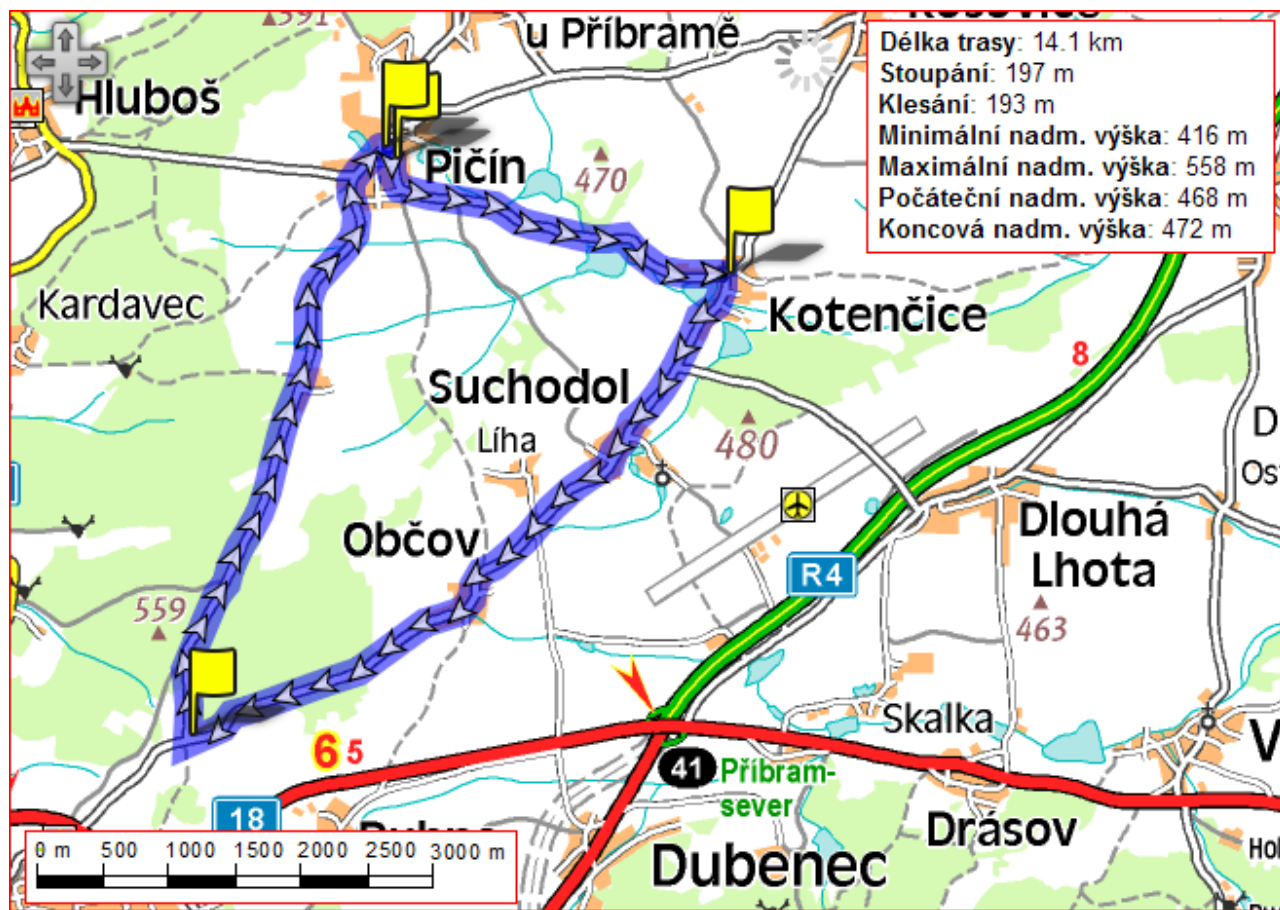 591
u Příbramě
Hluboš
Pičín
470
Kardavec
Kotenčice
8
Suchodol
Líha
480
D
Občov
Dlouhá
Lhota
R4
559
463
Skalka
6 5
41
Příbram-
sever
18
Drásov
Dubenec
V
Délka trasy: 14.1 km
Stoupání: 197 m
Klesání: 193 m
Minimální nadm. výška: 416 m
Maximální nadm. výška: 558 m
Počáteční nadm. výška: 468 m
Koncová nadm. výška: 472 m
0 m 500 1000 1500 2000 2500 3000 m